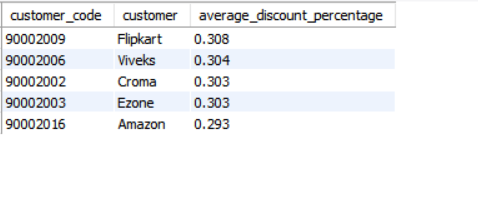 customer_code customer average_discount_percentage
90002009 Flipkart 0.308
90002006 Viveks 0.304
90002002 Croma 0.303
90002003 Ezone 0.303
90002016 Amazon 0.293